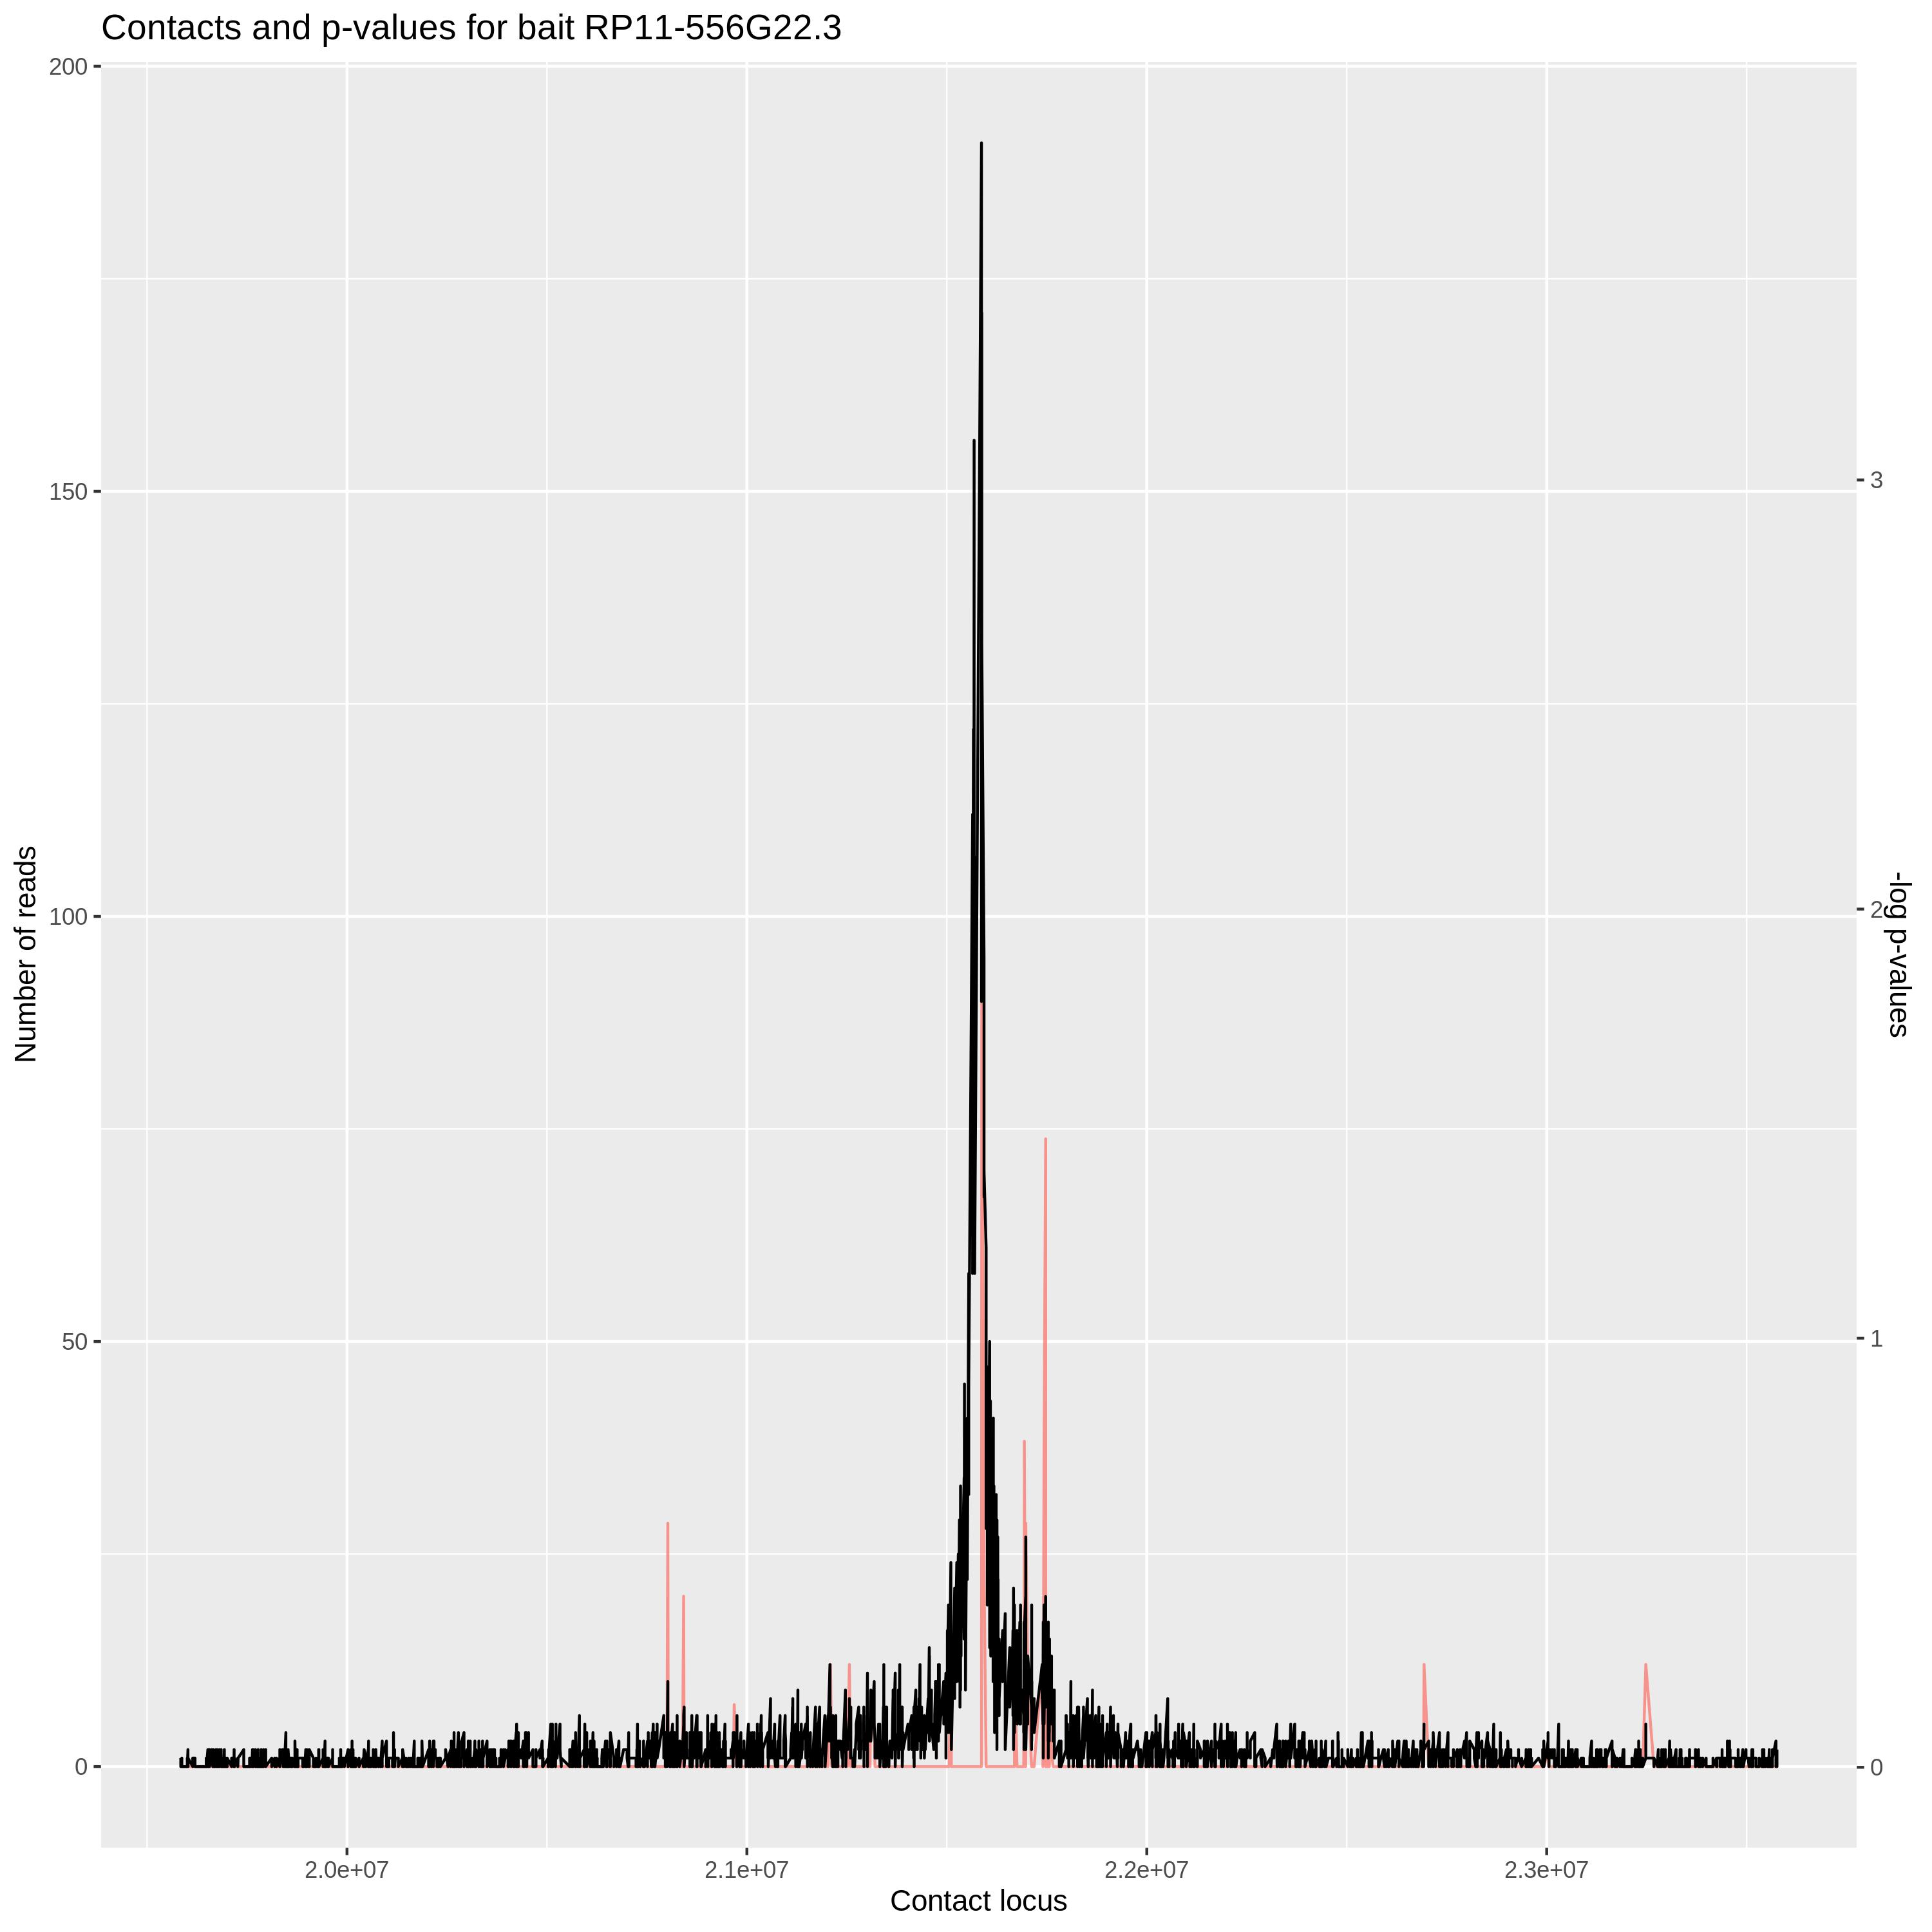 Contacts and p-values for bait RP11-556G22.3
200
150
100
50
0
Number of reads
3
2
1
0
-log p-values
2.0e+07
2.1e+07
2.2e+07
2.3e+07
Contact locus